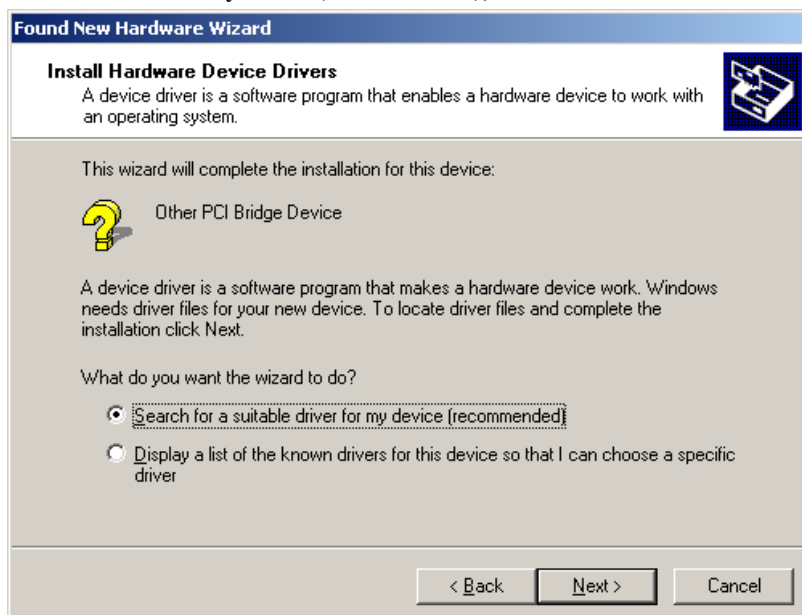 Found New Hardware Wizard
Install Hardware Device Drivers
A device driver is a software program that enables a hardware device to work with
an operating system.
This wizard will complete the installation for this device:
Other PCI Bridge Device
A device driver is a software program that makes a hardware device work. Windows
needs driver files for your new device. To locate driver files and complete the
installation click Next.
What do you want the wizard to do?
Search for a suitable driver for my device (recommended)
Display a list of the known drivers for this device so that I can choose a specific
driver
< Back Next > Cancel